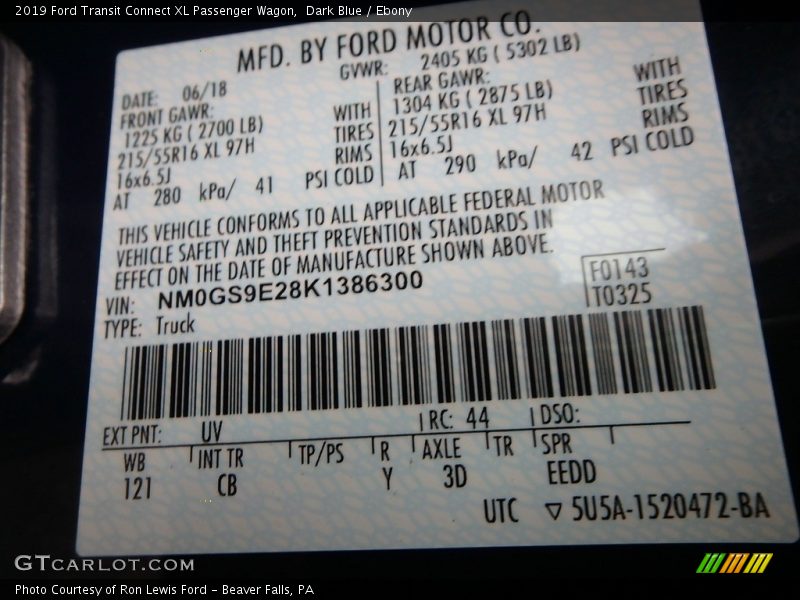 2019 Ford Transit Connect XL Passenger Wagon, Dark Blue / Ebony
MFD. BY FORD MOTOR CO.
DATE: 06/18 GVWR: 2405 KG ( 5302 LB)
FRONT GAWR: REAR GAWR:
1225 KG ( 2700 LB) WITH 1304 KG ( 2875 LB) WITH
215/55R16 XL 97H TIRES 215/55R16 XL 97H TIRES
16x6.5J RIMS 16x6.5J RIMS
AT 280 kPa/ 41 PSI COLD AT 290 kPa/ 42 PSI COLD
THIS VEHICLE CONFORMS TO ALL APPLICABLE FEDERAL MOTOR
VEHICLE SAFETY AND THEFT PREVENTION STANDARDS IN
EFFECT ON THE DATE OF MANUFACTURE SHOWN ABOVE.
VIN: NM0GS9E28K1386300 F0143
TYPE: Truck T0325
EXT PNT: UV RC: 44 DSO:
WB INT TR TP/PS R AXLE TR SPR
121 CB Y 3D EEDD
UTC ▽ 5U5A-1520472-BA
GTCARLOT.COM
Photo Courtesy of Ron Lewis Ford – Beaver Falls, PA